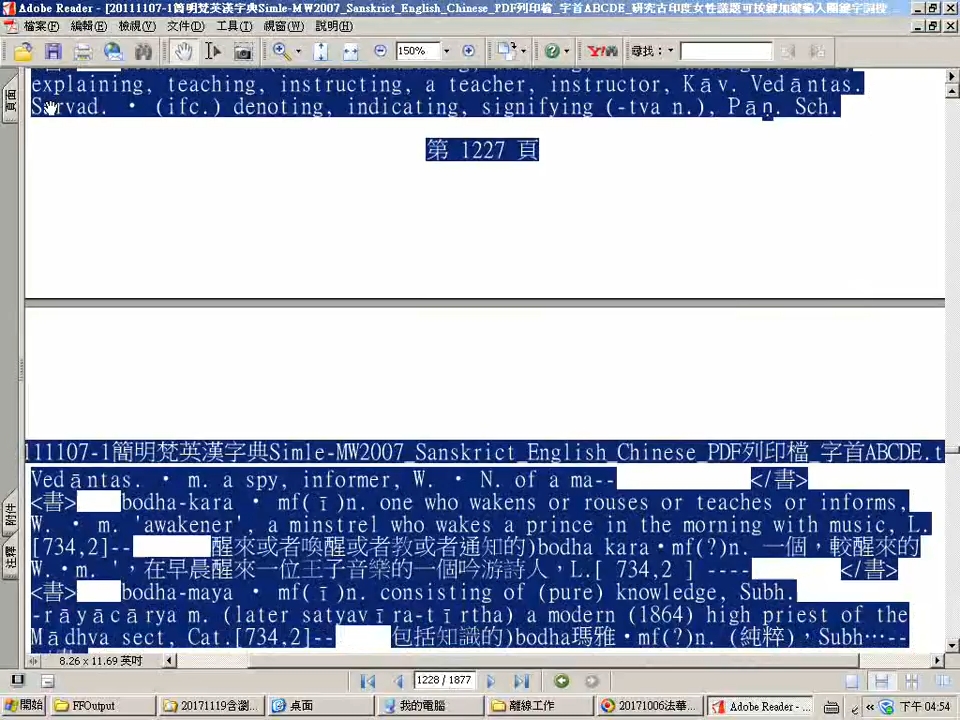 Adobe Reader - [20111107-1簡明梵英漢字典Simle-MW2007_Sanskrict_English_Chinese_PDF列印檔_字首ABCDE_研究古印度女性議題可按鍵加鍵輸入關鍵字詞搜
檔案(F) 編輯(E) 檢視(V) 文件(D) 工具(T) 視窗(W) 說明(H)
150% 尋找：
頁面
explaining, teaching, instructing, a teacher, instructor, Kāv. Vedāntas.
Sarvad. • (ifc.) denoting, indicating, signifying (-tva n.), Pāṇ. Sch.
第 1227 頁
111107-1簡明梵英漢字典Simle-MW2007_Sanskrict_English_Chinese_PDF列印檔_字首ABCDE.t
Vedāntas. • m. a spy, informer, W. • N. of a ma-- </書>
<書> bodha-kara • mf(ī)n. one who wakens or rouses or teaches or informs,
W. • m. 'awakener', a minstrel who wakes a prince in the morning with music, L.
[734,2]-- 醒來或者喚醒或者教或者通知的)bodha kara•mf(?)n. 一個，較醒來的
W.•m. '，在早晨醒來一位王子音樂的一個吟游詩人，L.[ 734,2 ] ---- </書>
<書> bodha-maya • mf(ī)n. consisting of (pure) knowledge, Subh.
-rāyācārya m. (later satyavīra-tīrtha) a modern (1864) high priest of the
Mādhva sect, Cat.[734,2]-- 包括知識的)bodha瑪雅•mf(?)n. (純粹)，Subh…--
附件
注釋
8.26 x 11.69 英吋
1228 / 1877
開始 FFOutput 20171119含瀏... 桌面 我的電腦 離線工作 20171006法華... Adobe Reader - [... 下午 04:54